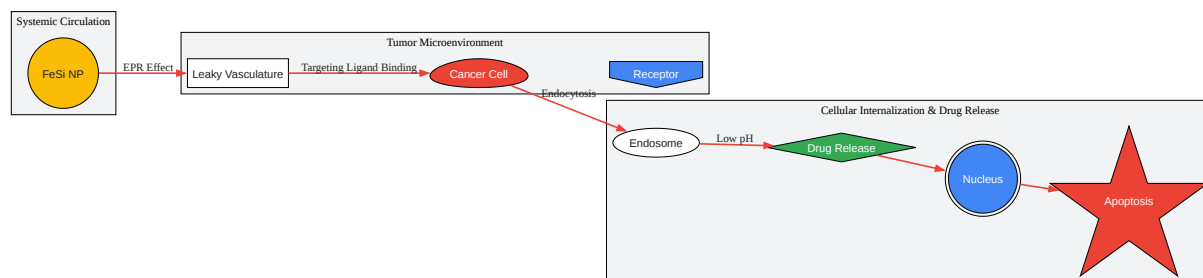 Systemic Circulation
FeSi NP
EPR Effect
Tumor Microenvironment
Leaky Vasculature
Targeting Ligand Binding
Cancer Cell
Receptor
Endocytosis
Cellular Internalization & Drug Release
Endosome
Low pH
Drug Release
Nucleus
Apoptosis